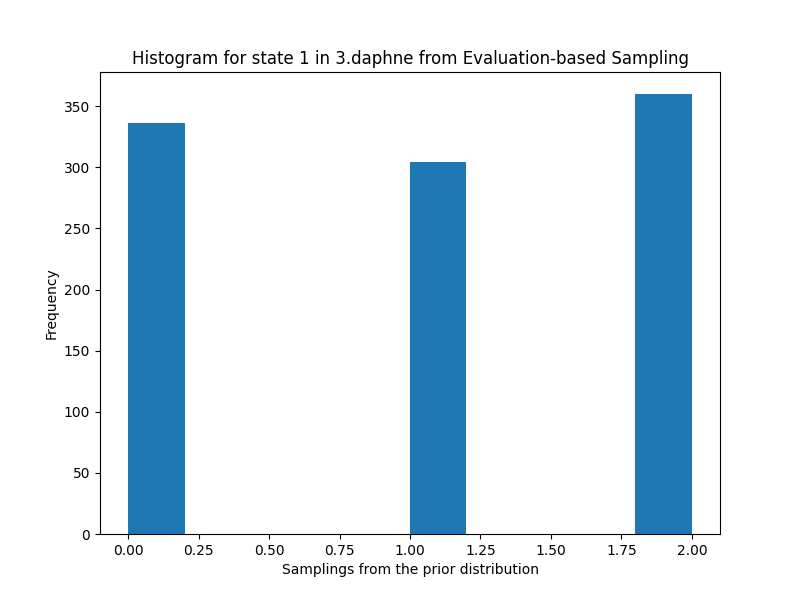 Histogram for state 1 in 3.daphne from Evaluation-based Sampling
Frequency
350
300
250
200
150
100
50
0
0.00 0.25 0.50 0.75 1.00 1.25 1.50 1.75 2.00
Samplings from the prior distribution